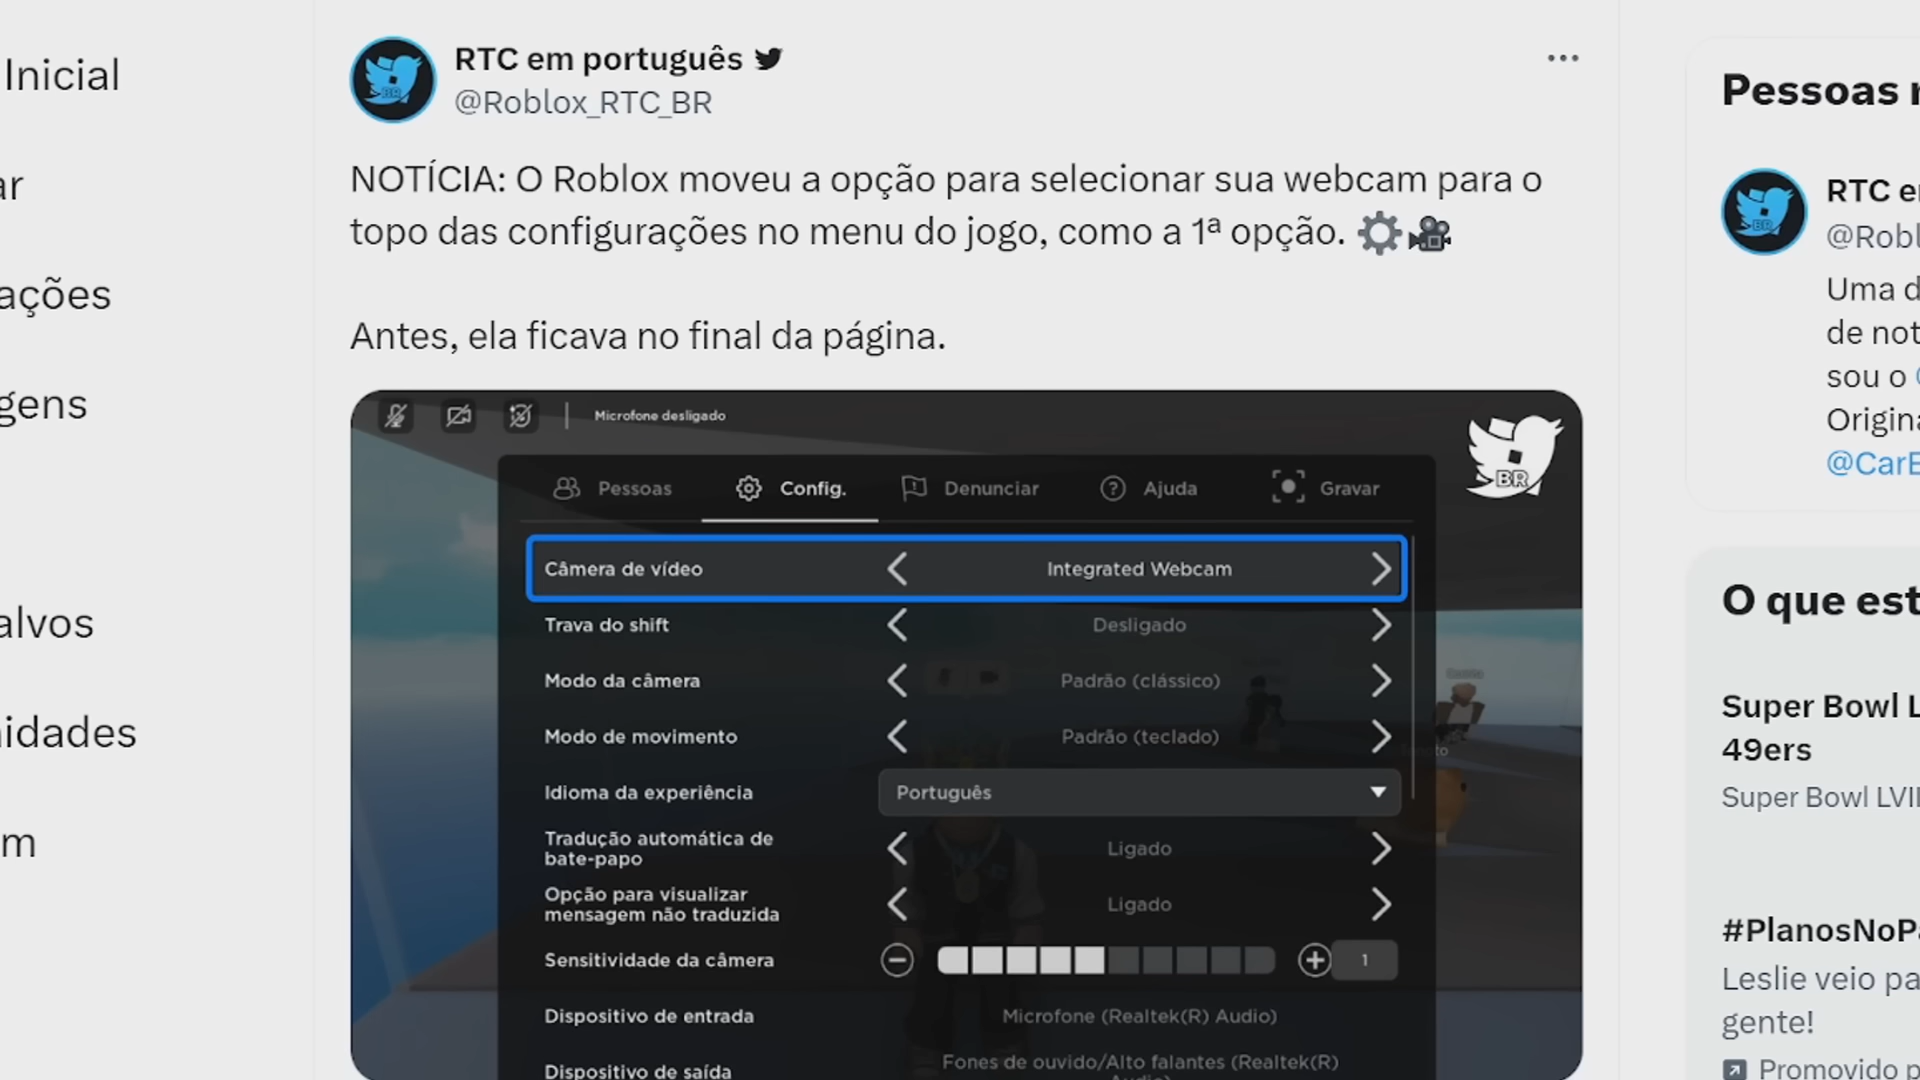 Inicial
ar
ações
gens
alvos
nidades
m
RTC em português
@Roblox_RTC_BR
NOTÍCIA: O Roblox moveu a opção para selecionar sua webcam para o
topo das configurações no menu do jogo, como a 1ª opção. ⚙🎥
Antes, ela ficava no final da página.
Microfone desligado
BR
Pessoas Config. Denunciar Ajuda Gravar
Câmera de vídeo Integrated Webcam
Trava do shift Desligado
Modo da câmera Padrão (clássico)
Modo de movimento Padrão (teclado)
Idioma da experiência Português
Tradução automática de
bate-papo Ligado
Opção para visualizar
mensagem não traduzida Ligado
Sensitividade da câmera 1
Dispositivo de entrada Microfone (Realtek(R) Audio)
Dispositivo de saída Fones de ouvido/Alto falantes (Realtek(R)
Audio)
Pessoas r
RTC e
@Robl
Uma d
de not
sou o
Origina
@CarE
O que est
Super Bowl L
49ers
Super Bowl LVII
#PlanosNoPa
Leslie veio pa
gente!
Promovido p